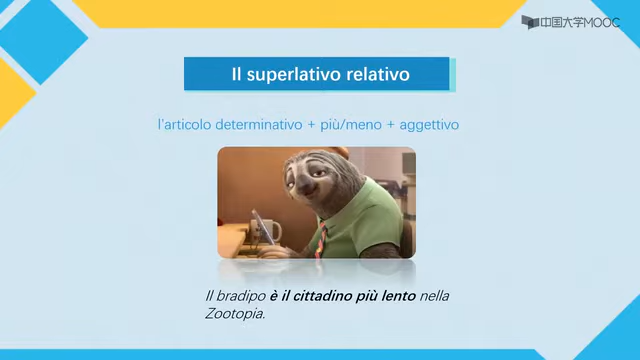 中国大学MOOC
Il superlativo relativo
l'articolo determinativo + più/meno + aggettivo
Il bradipo è il cittadino più lento nella
Zootopia.